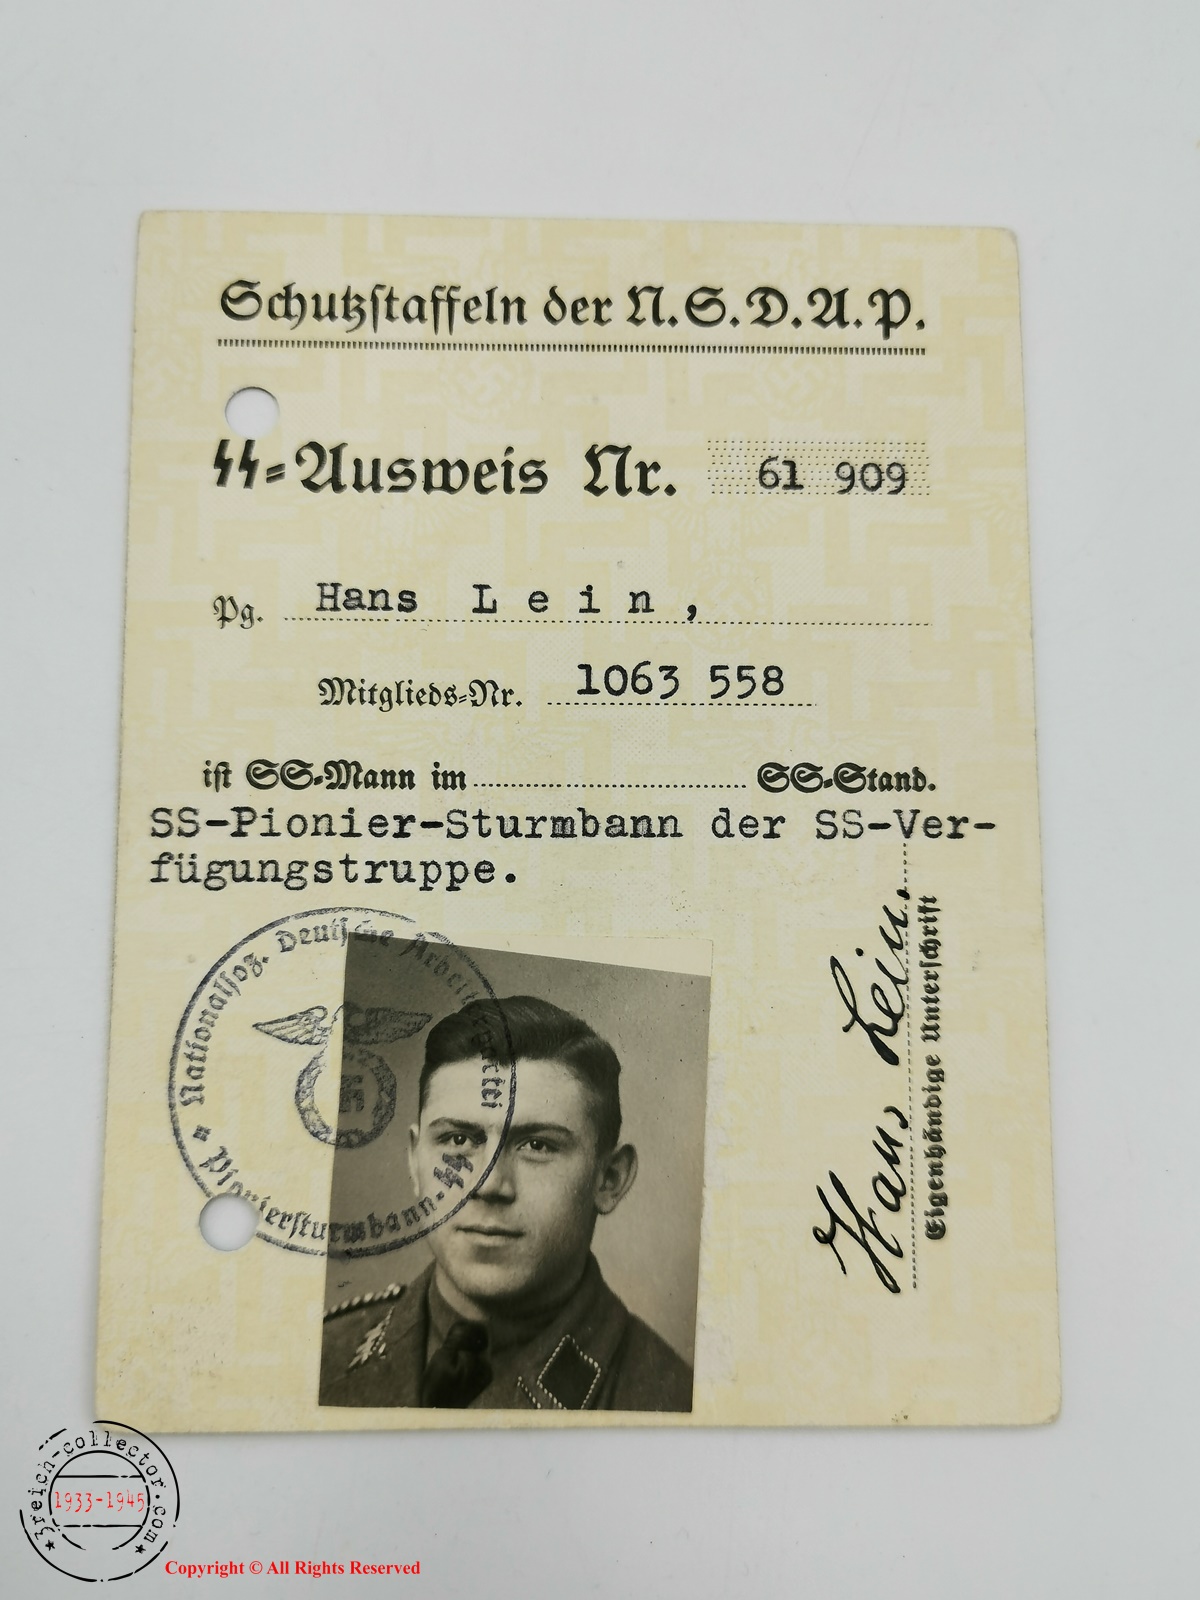 Schutzstaffeln der N.S.D.A.P.
SS-Ausweis Nr. 61 909
Pg. Hans Lein,
Mitglieds-Nr. 1063 558
ist SS-Mann im SS-Stand.
SS-Pionier-Sturmbann der SS-Ver-
fügungstruppe.
Nationalsoz. Deutsche Arbeiterpartei
Pioniersturmbann-SS
Hans Lein.
Eigenhändige Unterschrift
3reich-collector.com
1933-1945
Copyright © All Rights Reserved